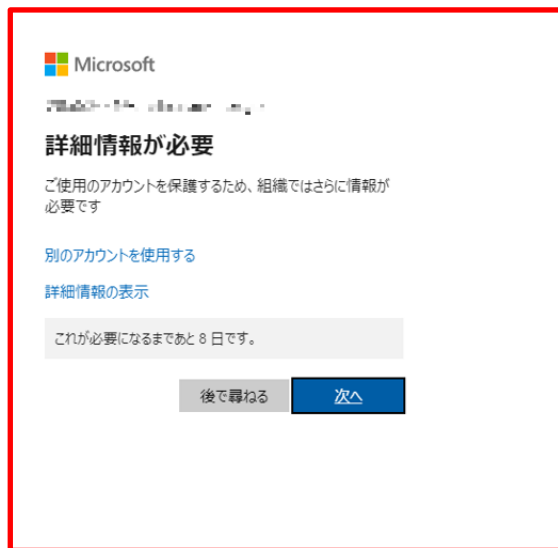 Microsoft
詳細情報が必要
ご使用のアカウントを保護するため、組織ではさらに情報が
必要です
別のアカウントを使用する
詳細情報の表示
これが必要になるまであと 8 日です。
後で尋ねる 次へ